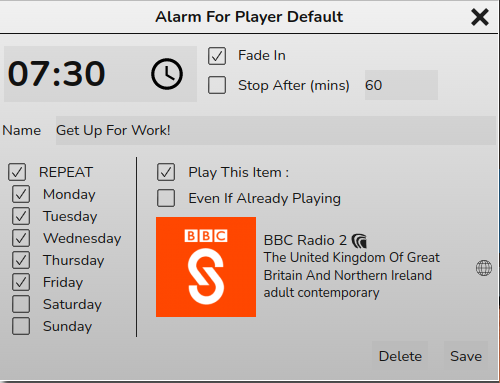 Alarm For Player Default
07:30
Fade In
Stop After (mins) 60
Name Get Up For Work!
REPEAT
Monday
Tuesday
Wednesday
Thursday
Friday
Saturday
Sunday
Play This Item :
Even If Already Playing
BBC
BBC Radio 2
The United Kingdom Of Great
Britain And Northern Ireland
adult contemporary
Delete Save